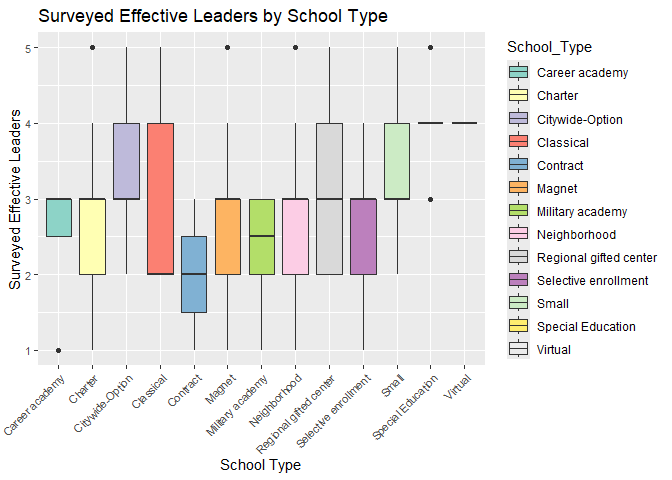 Surveyed Effective Leaders by School Type
Surveyed Effective Leaders
5
4
3
2
1
Career academy
Charter
Citywide-Option
Classical
Contract
Magnet
Military academy
Neighborhood
Regional gifted center
Selective enrollment
Small
Special Education
Virtual
School Type
School_Type
Career academy
Charter
Citywide-Option
Classical
Contract
Magnet
Military academy
Neighborhood
Regional gifted center
Selective enrollment
Small
Special Education
Virtual